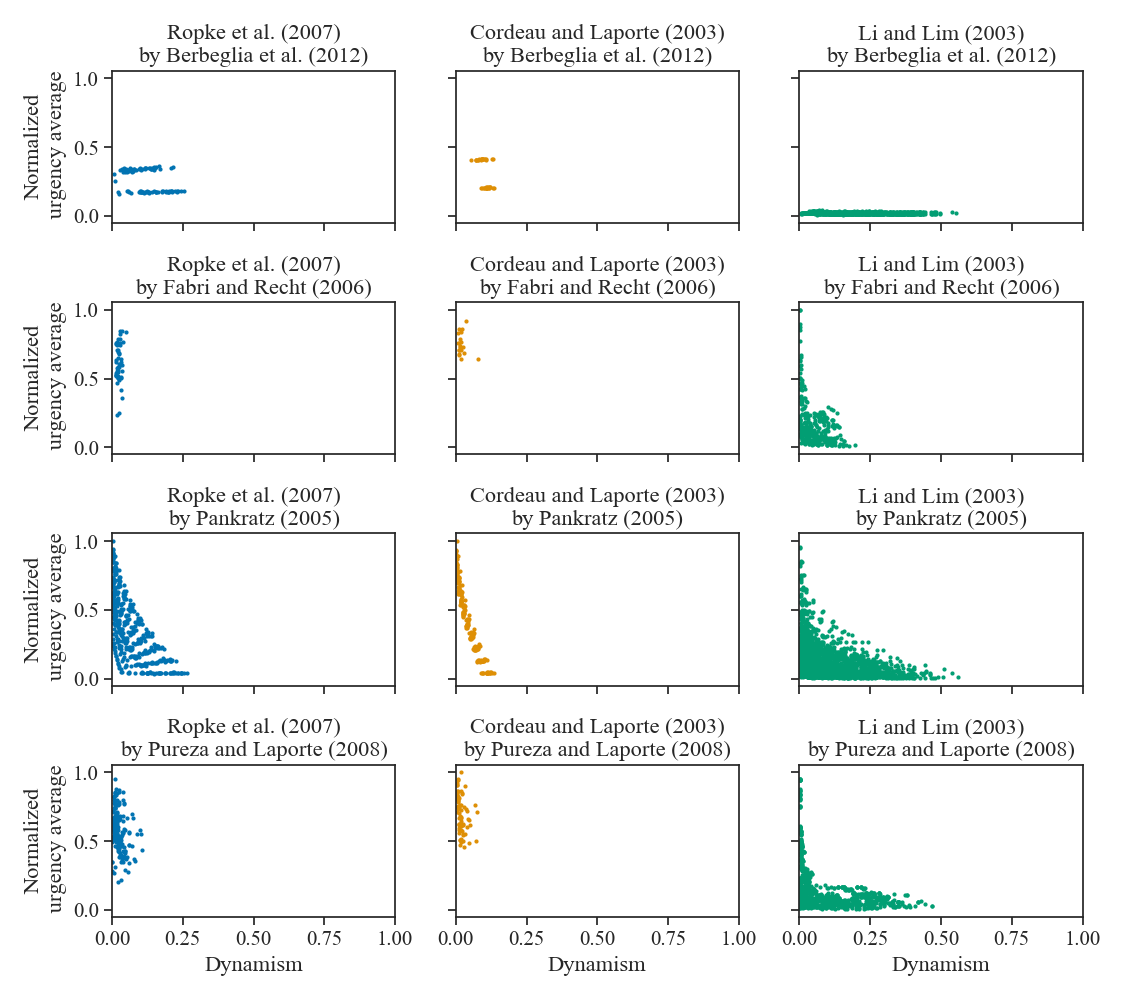 Ropke et al. (2007)
by Berbeglia et al. (2012)
Cordeau and Laporte (2003)
by Berbeglia et al. (2012)
Li and Lim (2003)
by Berbeglia et al. (2012)
Normalized
urgency average
1.0
0.5
0.0
Ropke et al. (2007)
by Fabri and Recht (2006)
Cordeau and Laporte (2003)
by Fabri and Recht (2006)
Li and Lim (2003)
by Fabri and Recht (2006)
Normalized
urgency average
1.0
0.5
0.0
Ropke et al. (2007)
by Pankratz (2005)
Cordeau and Laporte (2003)
by Pankratz (2005)
Li and Lim (2003)
by Pankratz (2005)
Normalized
urgency average
1.0
0.5
0.0
Ropke et al. (2007)
by Pureza and Laporte (2008)
Cordeau and Laporte (2003)
by Pureza and Laporte (2008)
Li and Lim (2003)
by Pureza and Laporte (2008)
Normalized
urgency average
1.0
0.5
0.0
0.00 0.25 0.50 0.75 1.00
Dynamism
0.00 0.25 0.50 0.75 1.00
Dynamism
0.00 0.25 0.50 0.75 1.00
Dynamism